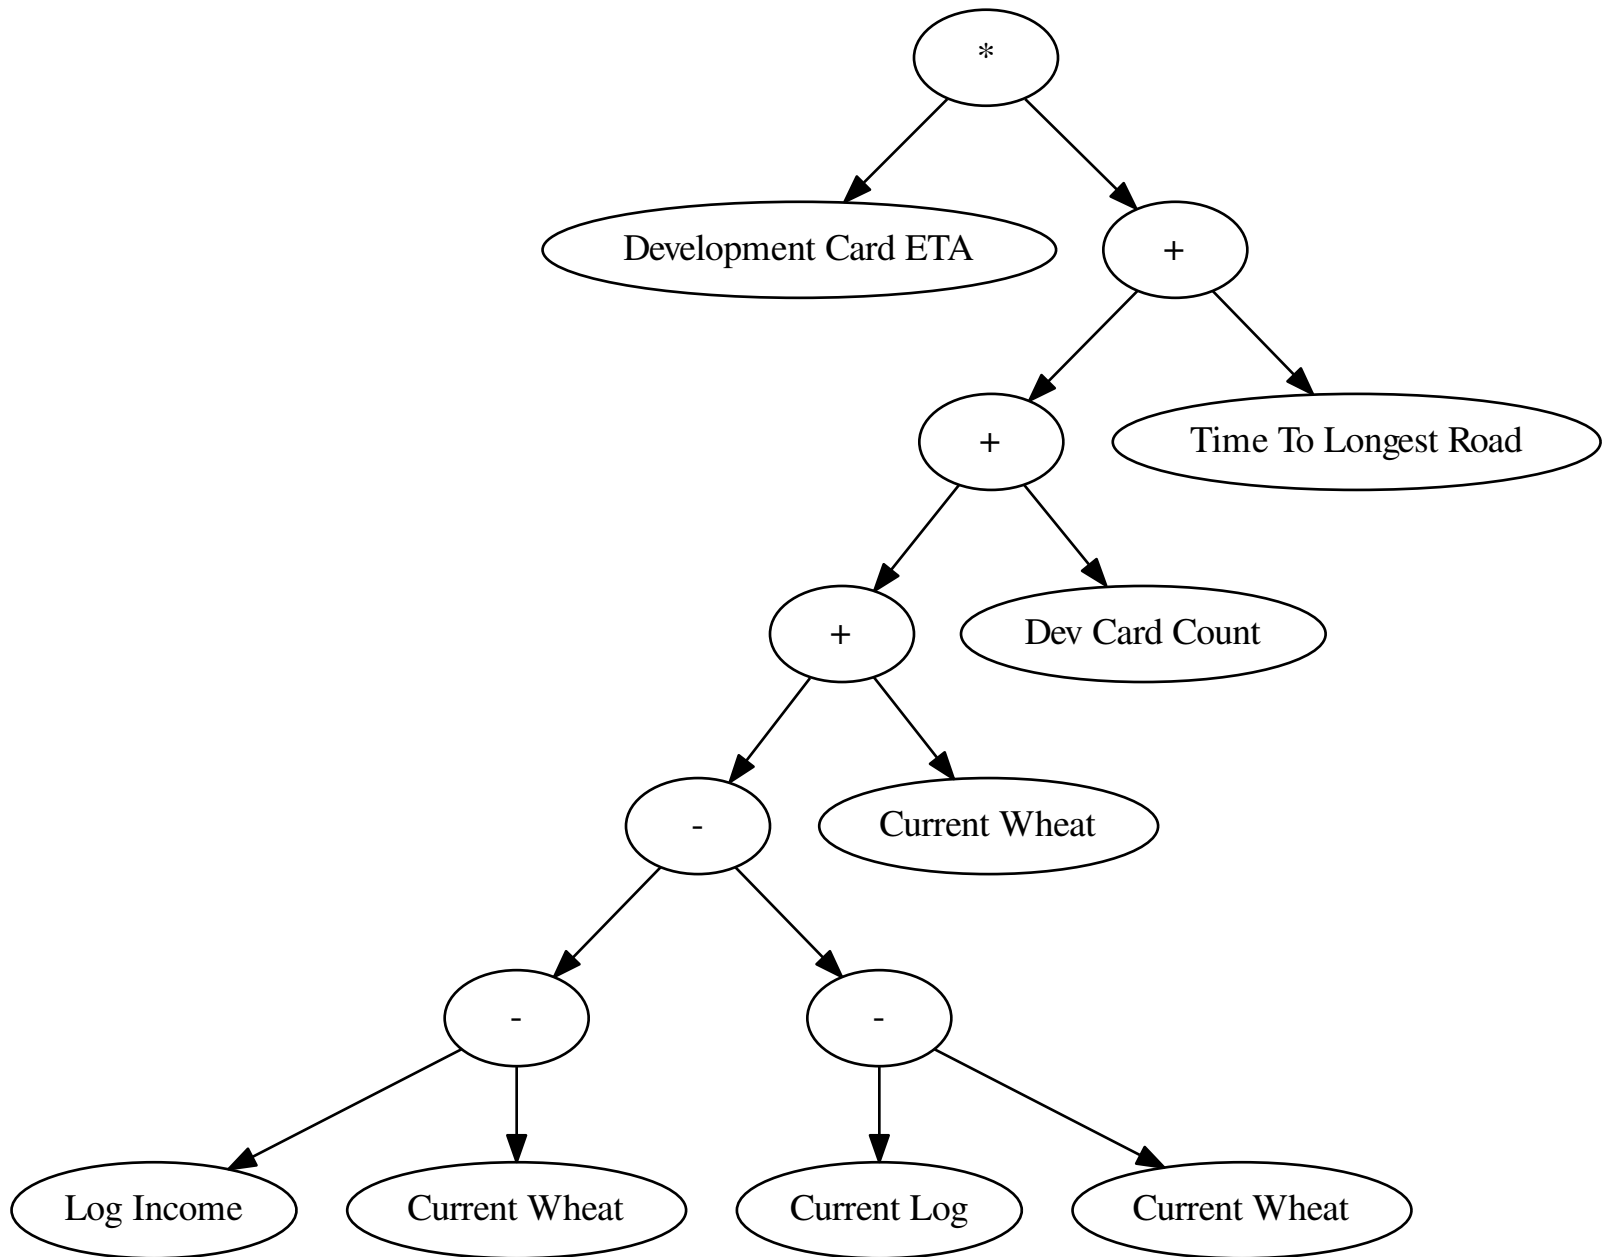 *
Development Card ETA
+
+
Time To Longest Road
+
Dev Card Count
-
Current Wheat
-
-
Log Income
Current Wheat
Current Log
Current Wheat